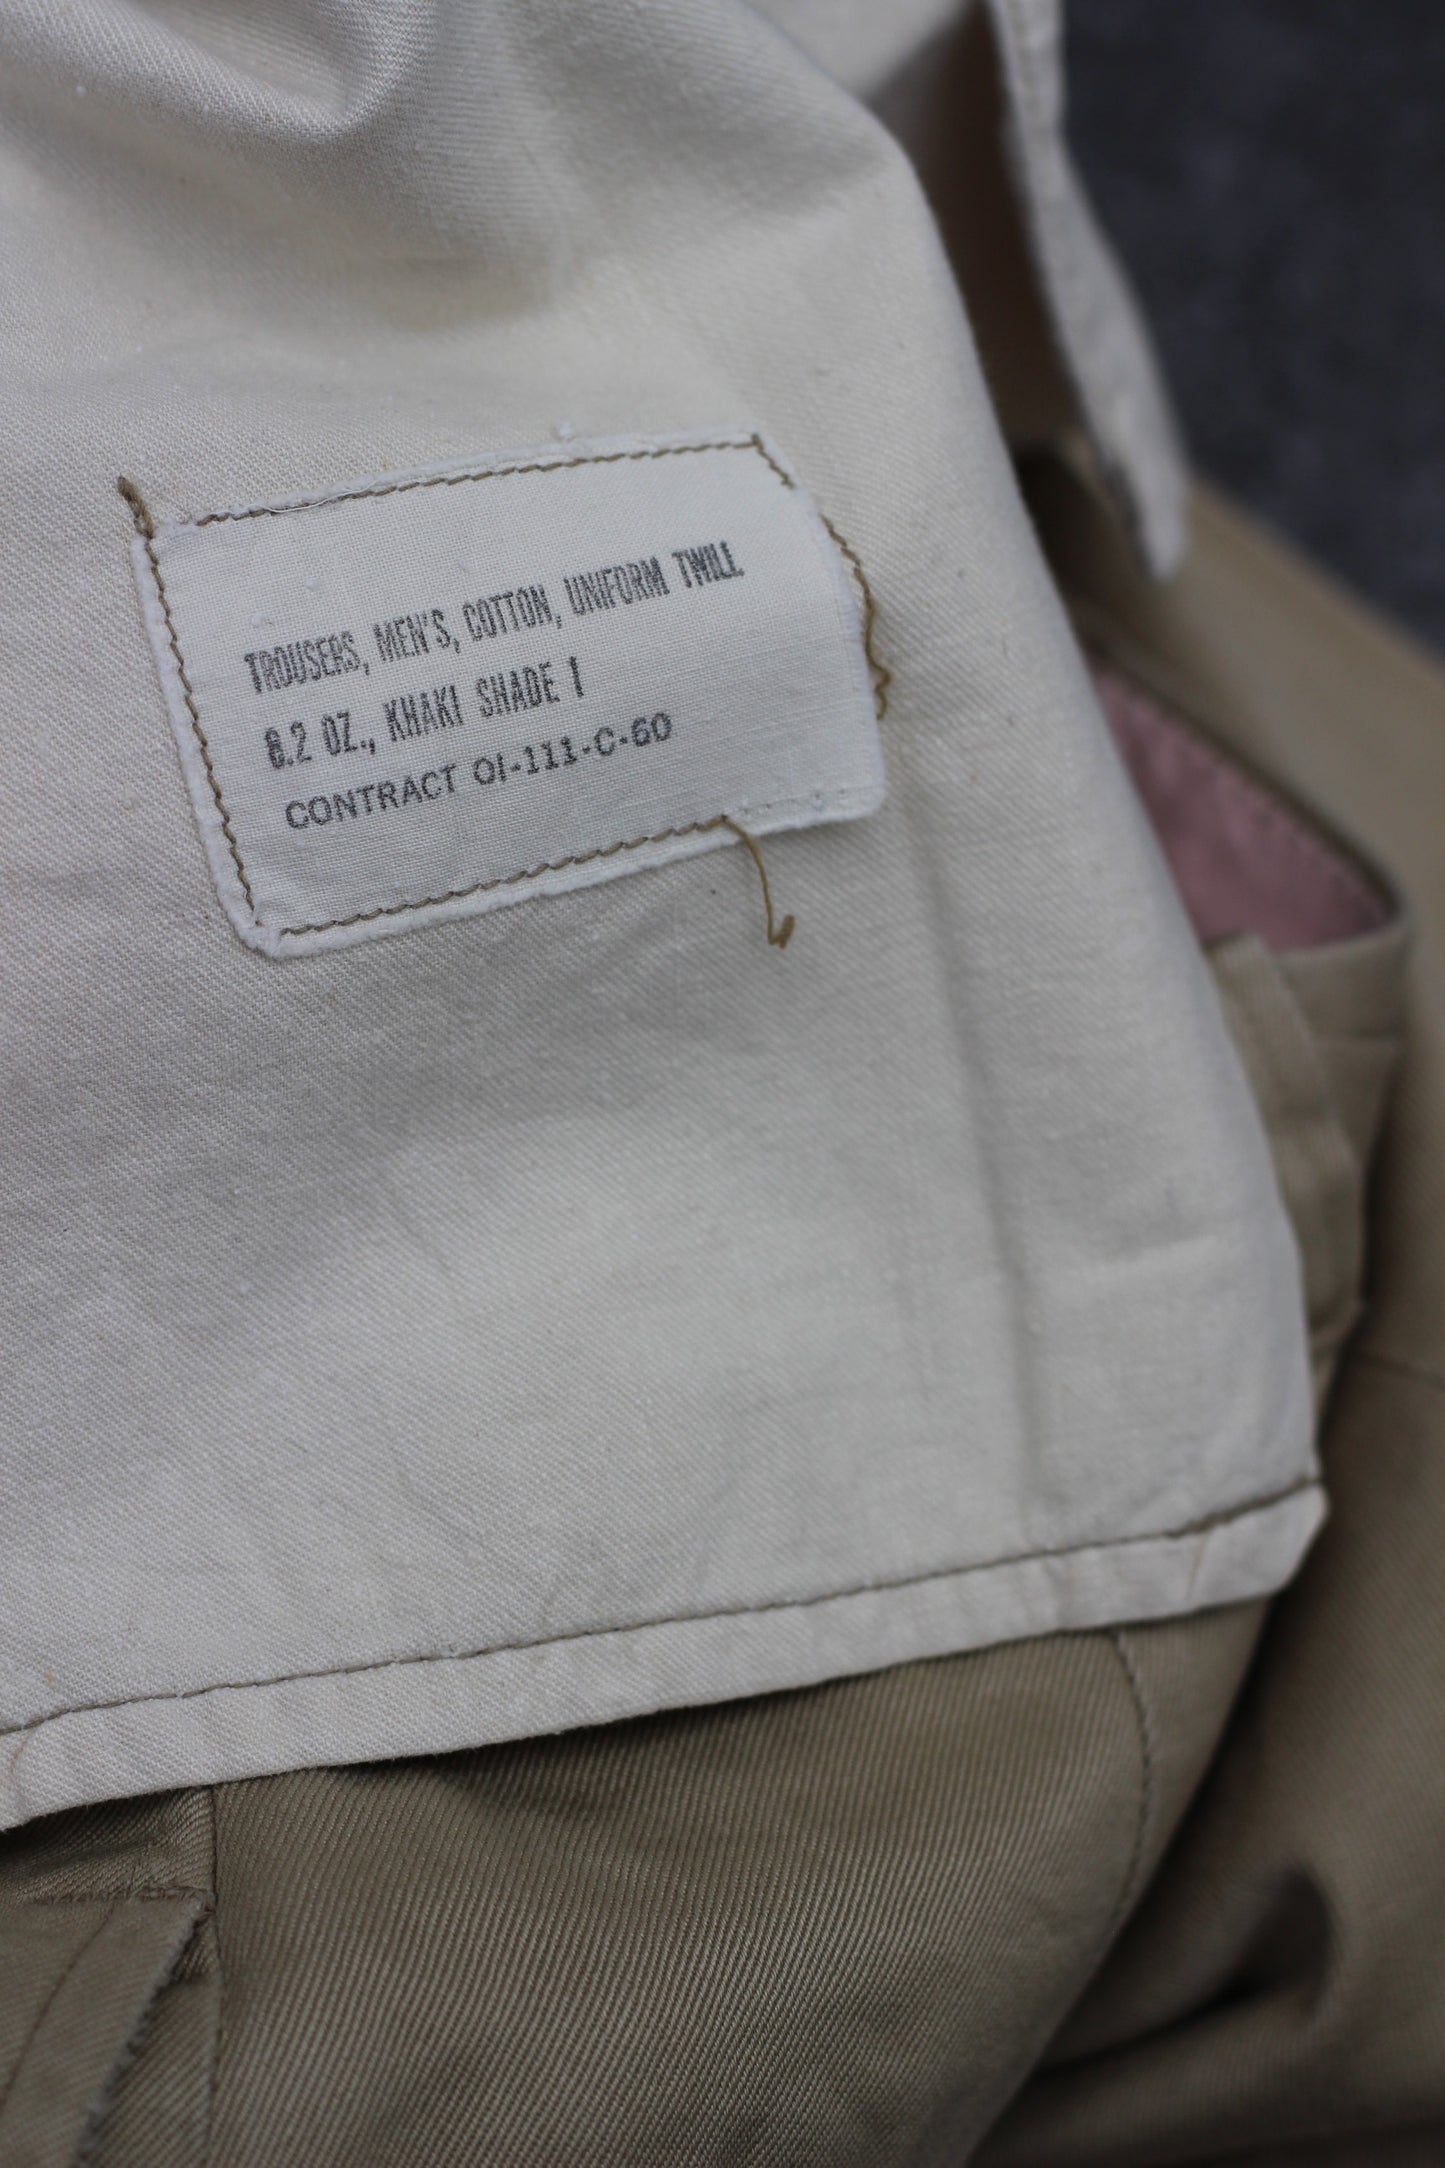 TROUSERS, MEN'S, COTTON, UNIFORM TWILL
8.2 OZ., KHAKI SHADE 1
CONTRACT OI-111-C-60